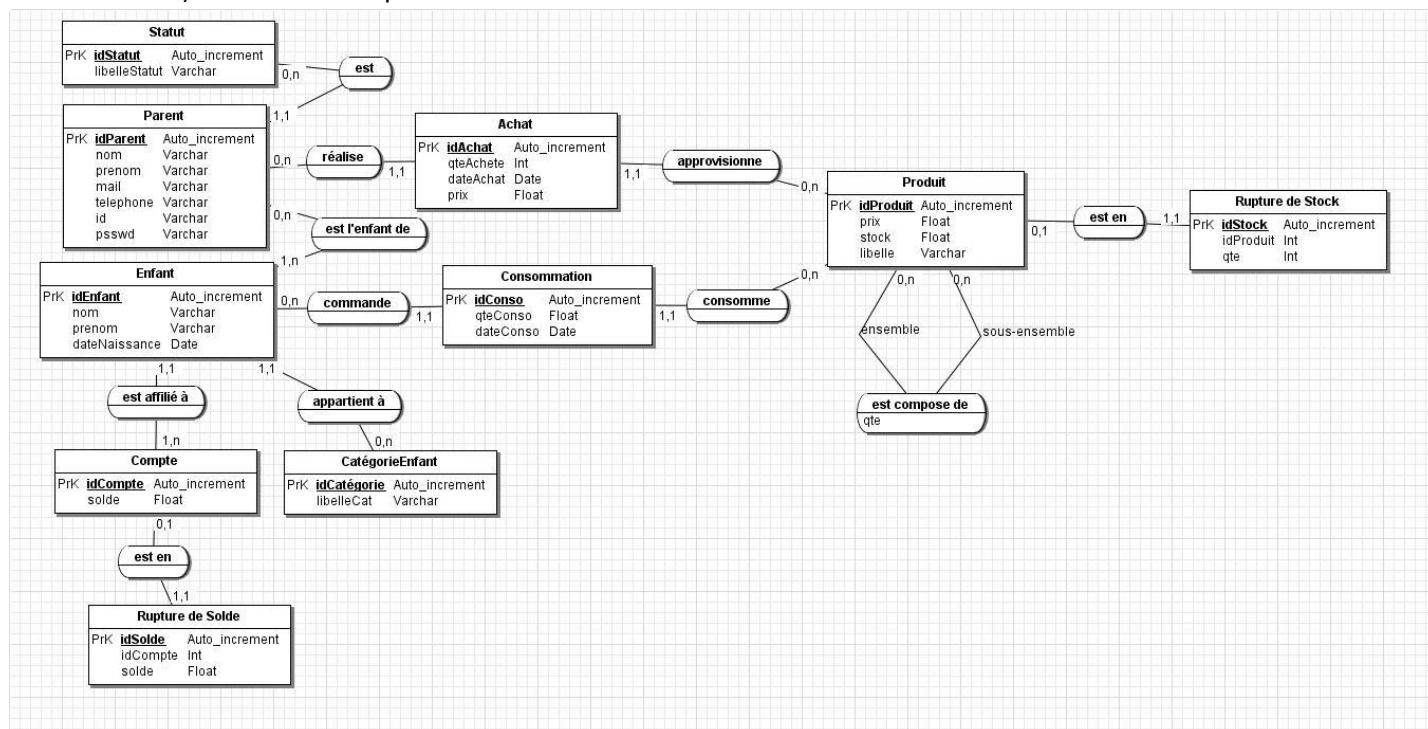 Statut
PrK idStatut Auto_increment
libelleStatut Varchar
0,n
est
1,1
Parent
PrK idParent Auto_increment
nom Varchar
prenom Varchar
mail Varchar
telephone Varchar
id Varchar
psswd Varchar
0,n
réalise
1,1
Achat
PrK idAchat Auto_increment
qteAchete Int
dateAchat Date
prix Float
1,1
approvisionne
0,n
Produit
PrK idProduit Auto_increment
prix Float
stock Float
libelle Varchar
0,1
est en
1,1
Rupture de Stock
PrK idStock Auto_increment
idProduit Int
qte Int
0,n
est l'enfant de
1,n
Enfant
PrK idEnfant Auto_increment
nom Varchar
prenom Varchar
dateNaissance Date
0,n
commande
1,1
Consommation
PrK idConso Auto_increment
qteConso Float
dateConso Date
1,1
consomme
0,n
0,n
0,n
ensemble
sous-ensemble
est compose de
qte
1,1
est affilié à
1,n
1,1
appartient à
0,n
Compte
PrK idCompte Auto_increment
solde Float
CatégorieEnfant
PrK idCatégorie Auto_increment
libelleCat Varchar
0,1
est en
1,1
Rupture de Solde
PrK idSolde Auto_increment
idCompte Int
solde Float